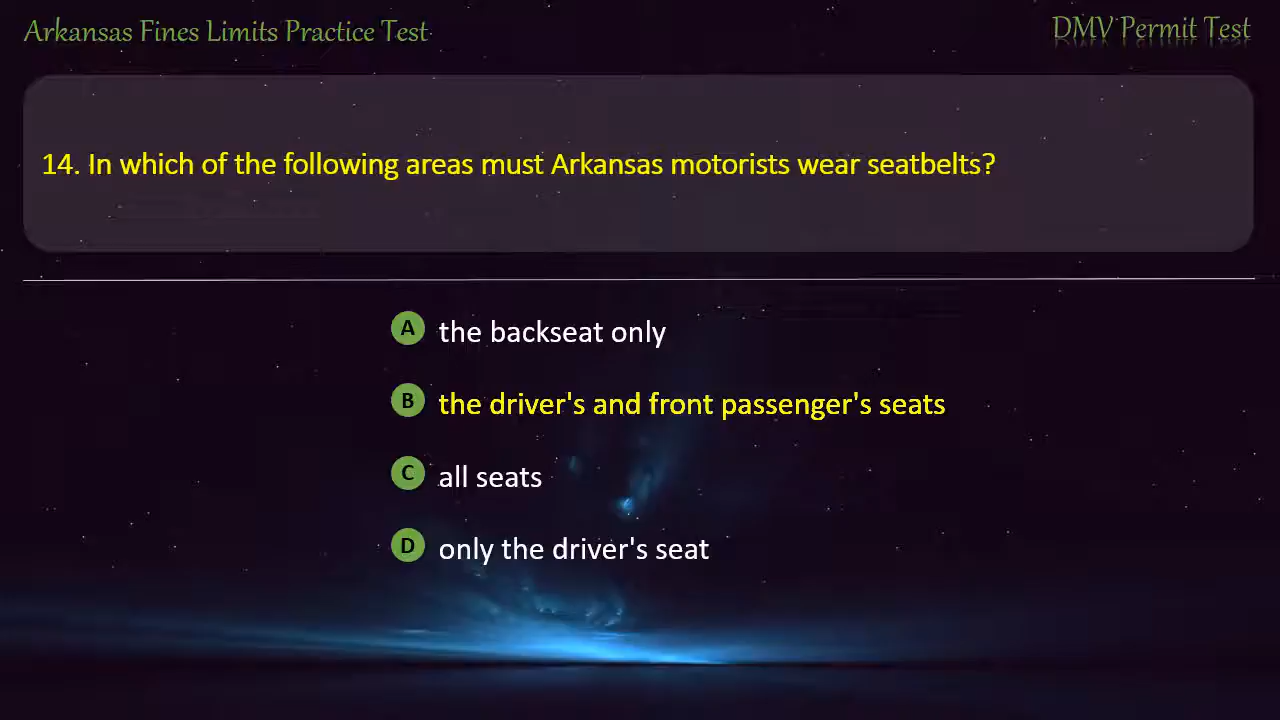 Arkansas Fines Limits Practice Test
DMV Permit Test
14. In which of the following areas must Arkansas motorists wear seatbelts?
A the backseat only
B the driver's and front passenger's seats
C all seats
D only the driver's seat